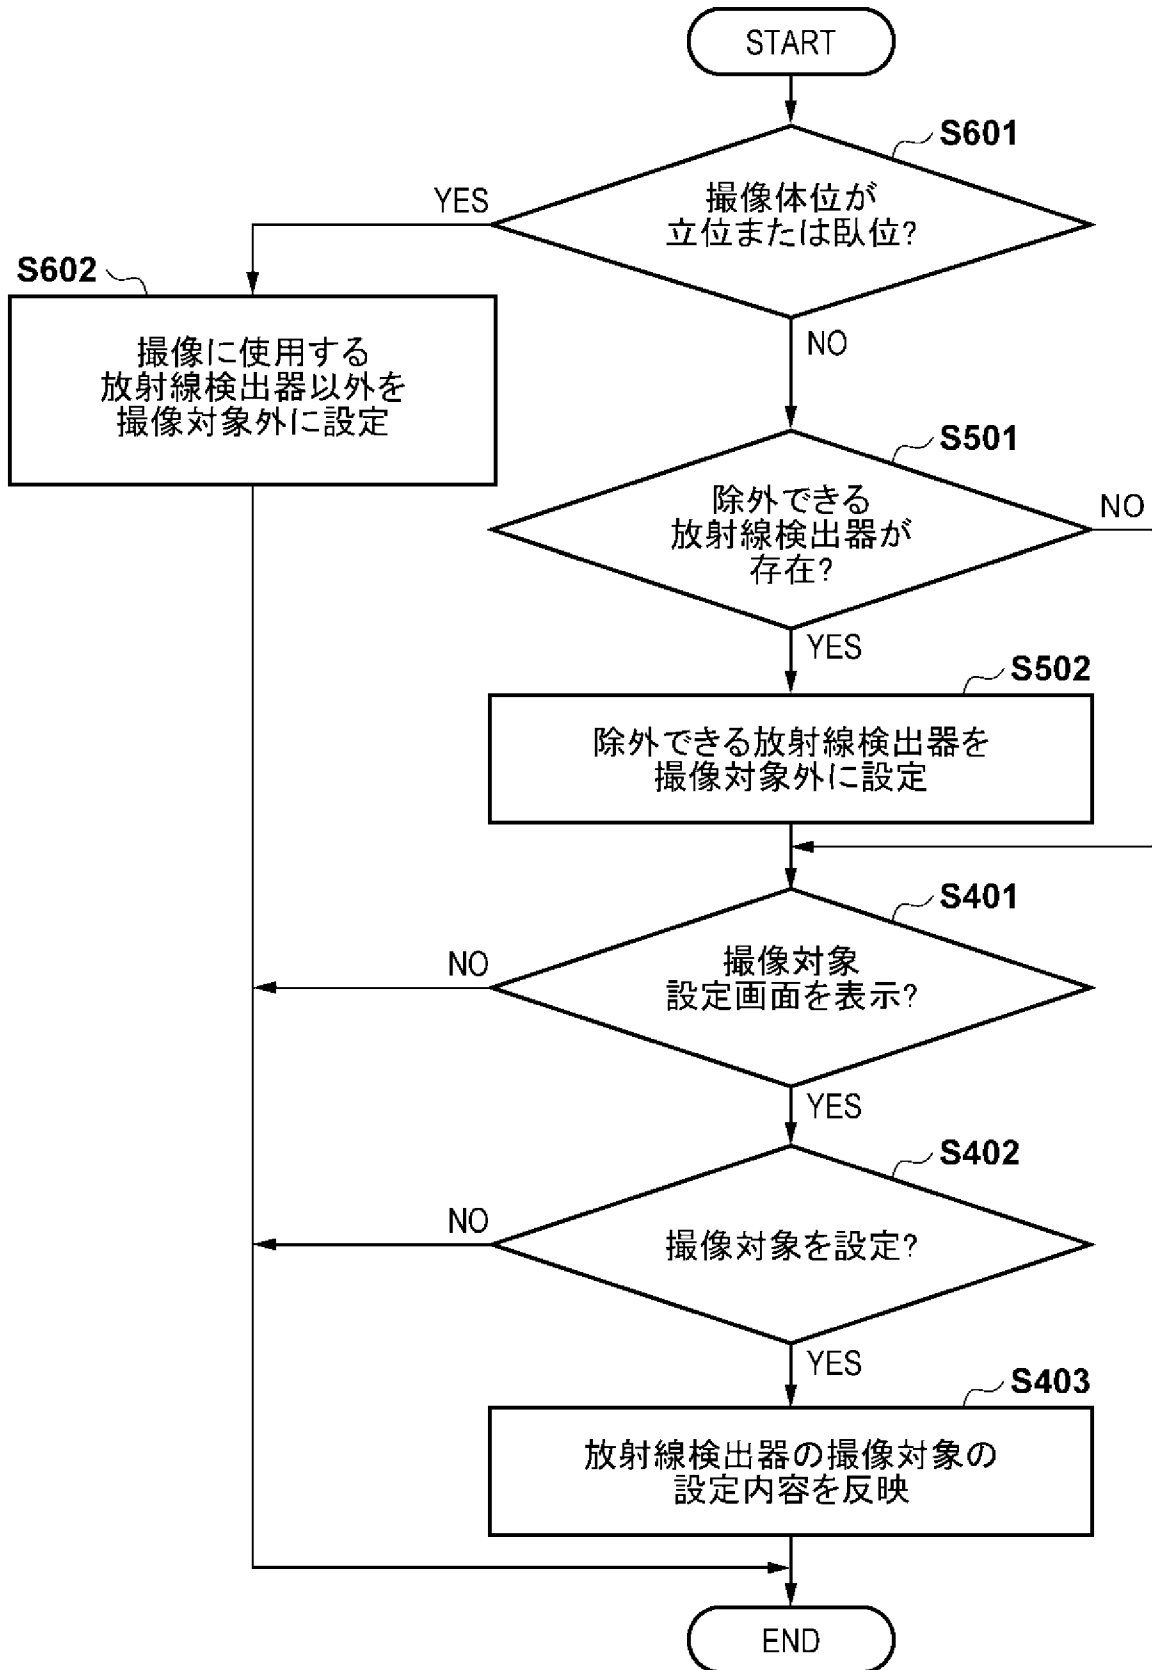 START
S601
YES
撮像体位が
立位または臥位?
S602
NO
撮像に使用する
放射線検出器以外を
撮像対象外に設定
S501
除外できる
放射線検出器が
存在?
NO
YES
S502
除外できる放射線検出器を
撮像対象外に設定
S401
NO
撮像対象
設定画面を表示?
YES
S402
NO
撮像対象を設定?
YES
S403
放射線検出器の撮像対象の
設定内容を反映
END